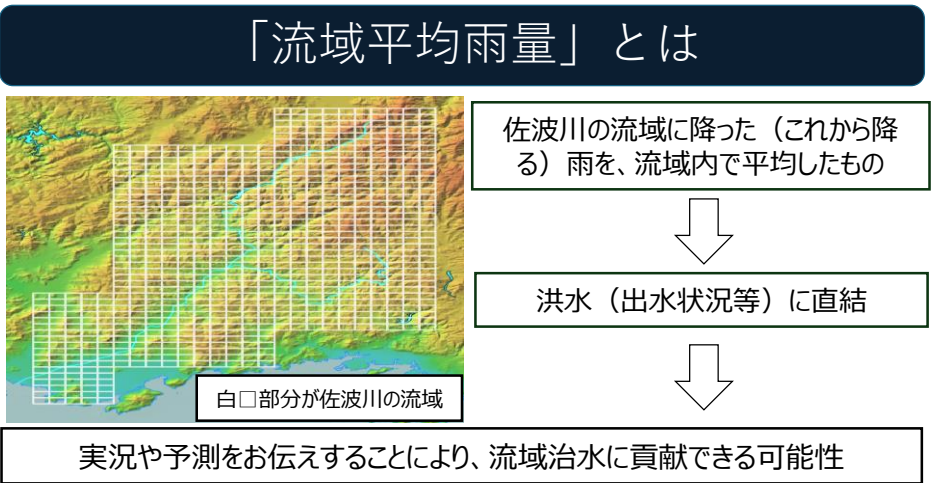 「流域平均雨量」とは
佐波川の流域に降った（これから降
る）雨を、流域内で平均したもの
洪水（出水状況等）に直結
白□部分が佐波川の流域
実況や予測をお伝えすることにより、流域治水に貢献できる可能性